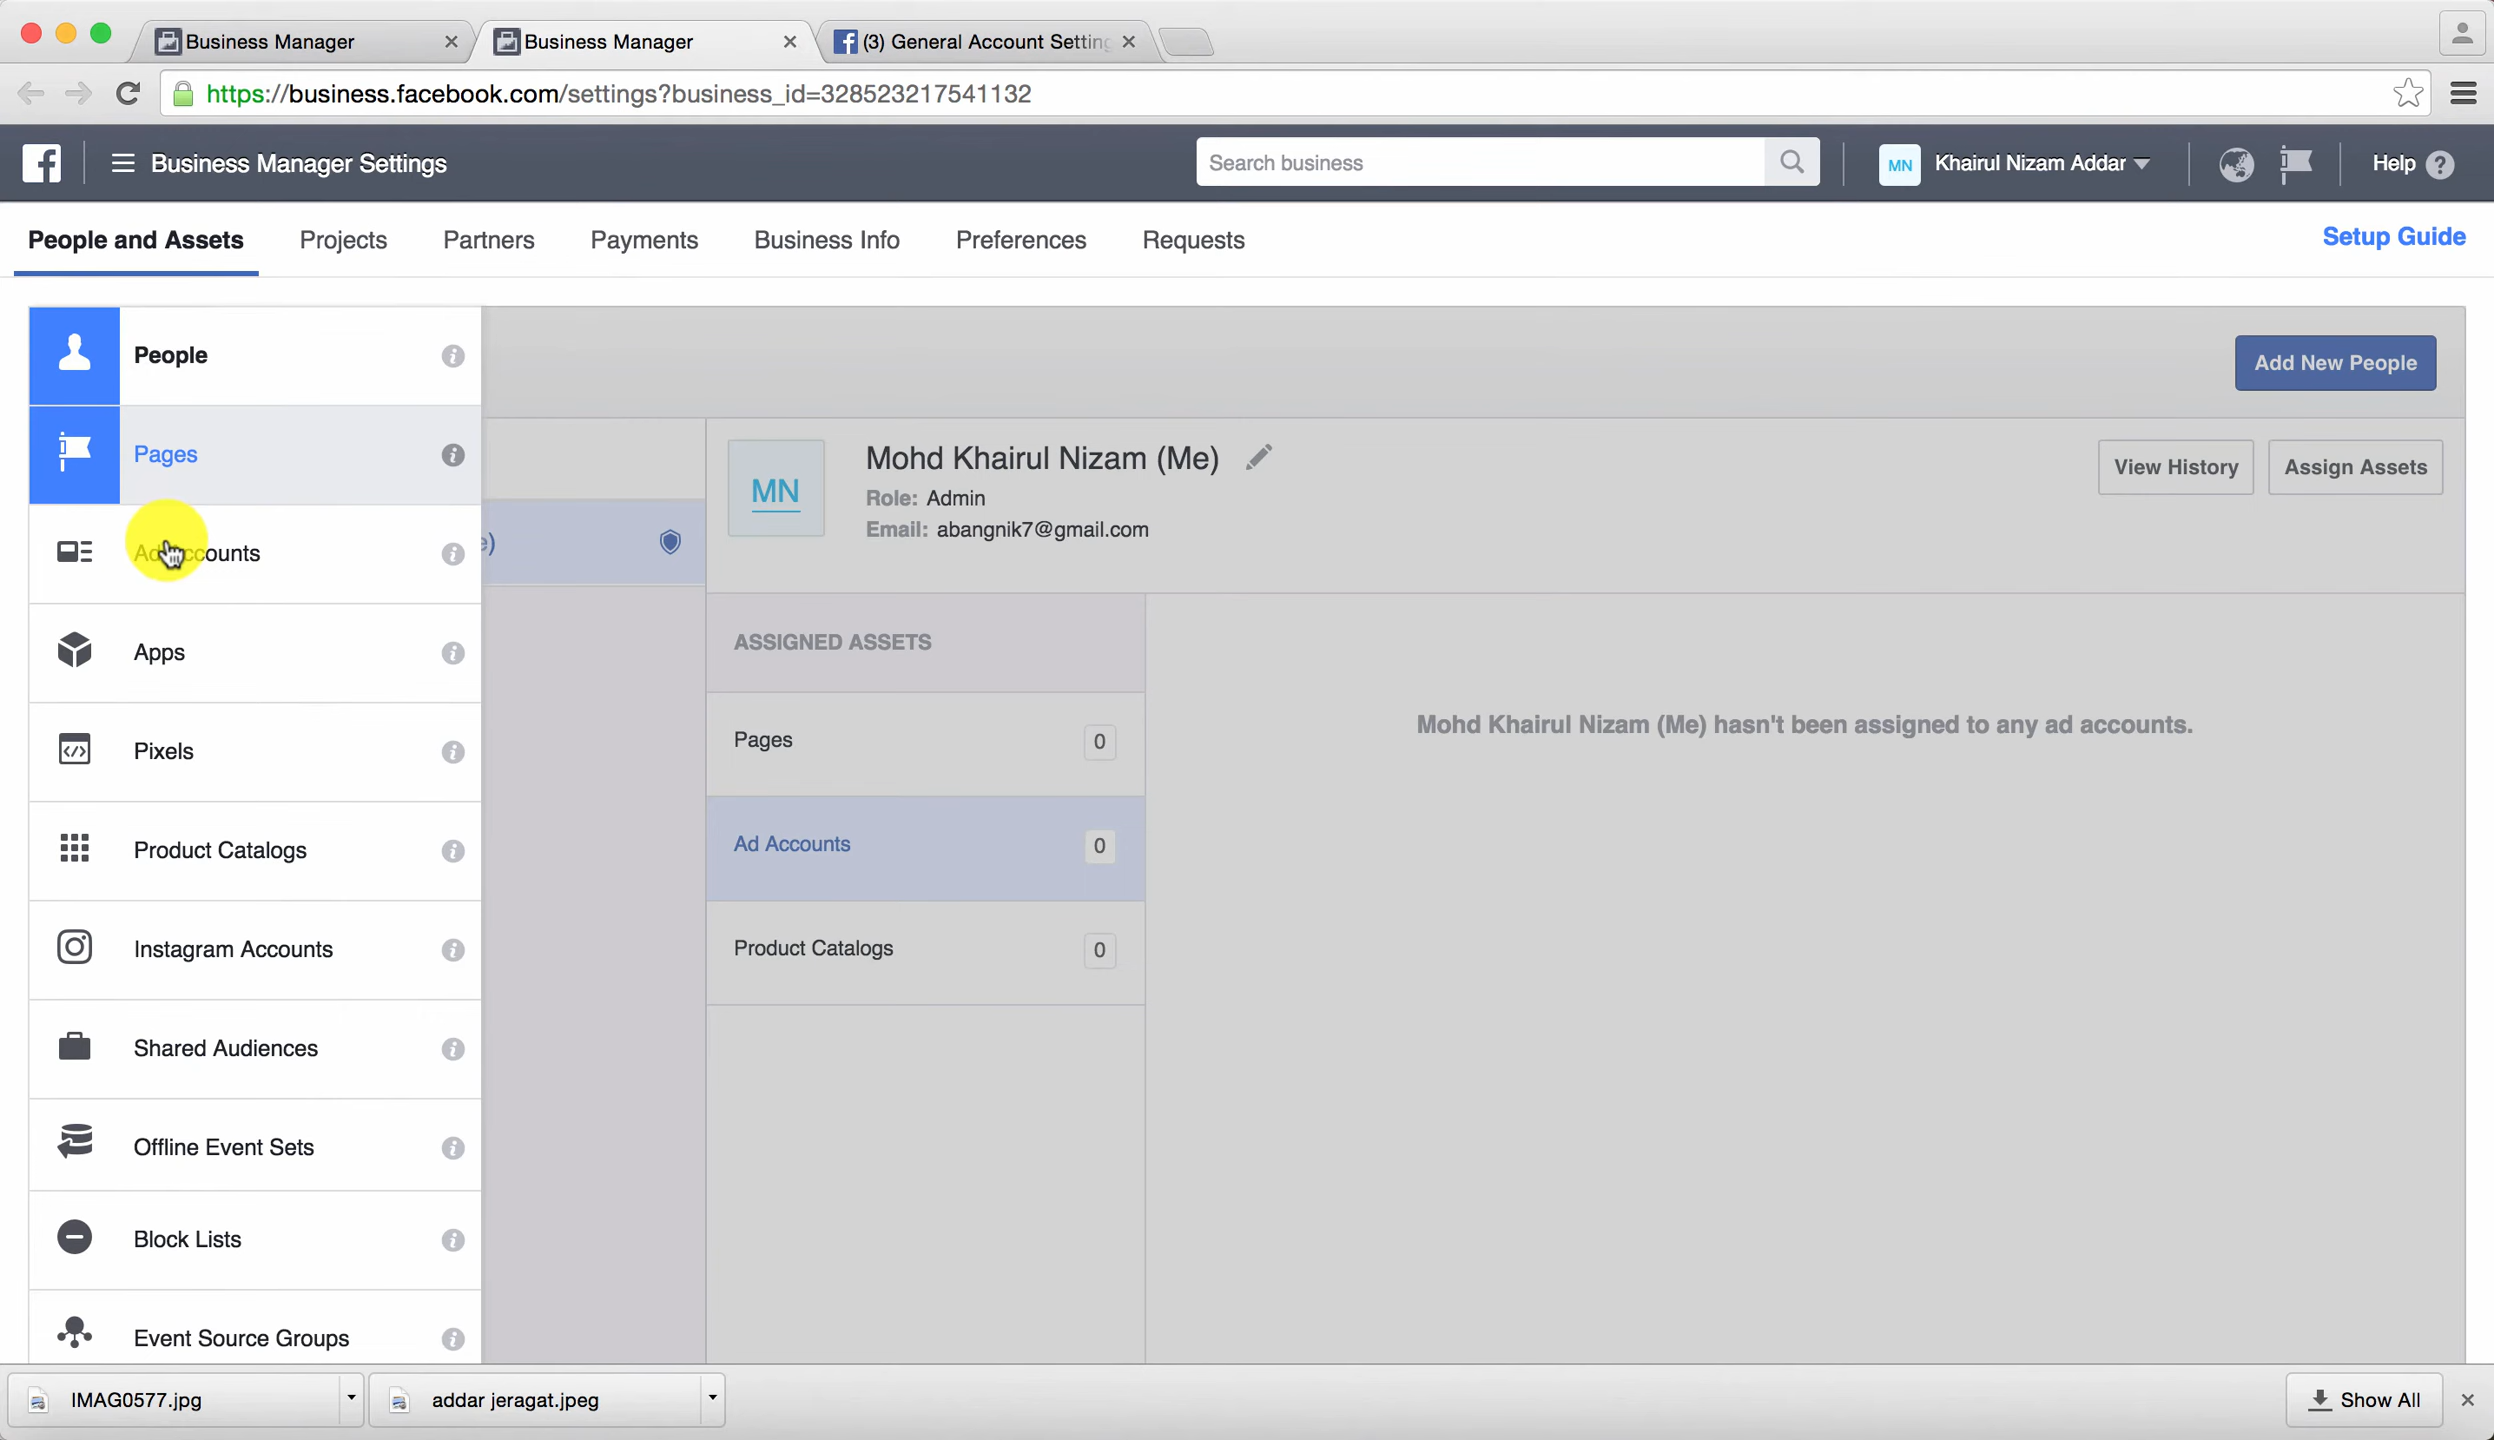 Business Manager
Business Manager
(3) General Account Setting
https://business.facebook.com/settings?business_id=328523217541132
Business Manager Settings
Search business
MN
Khairul Nizam Addar
Help ?
People and Assets
Projects
Partners
Payments
Business Info
Preferences
Requests
Setup Guide
People
Add New People
Pages
MN
Mohd Khairul Nizam (Me)
Role: Admin
Email: abangnik7@gmail.com
View History
Assign Assets
e)
Ad Accounts
Apps
Pixels
Product Catalogs
Instagram Accounts
Shared Audiences
Offline Event Sets
Block Lists
Event Source Groups
ASSIGNED ASSETS
Pages 0
Ad Accounts 0
Product Catalogs 0
Mohd Khairul Nizam (Me) hasn't been assigned to any ad accounts.
IMAG0577.jpg
addar jeragat.jpeg
Show All